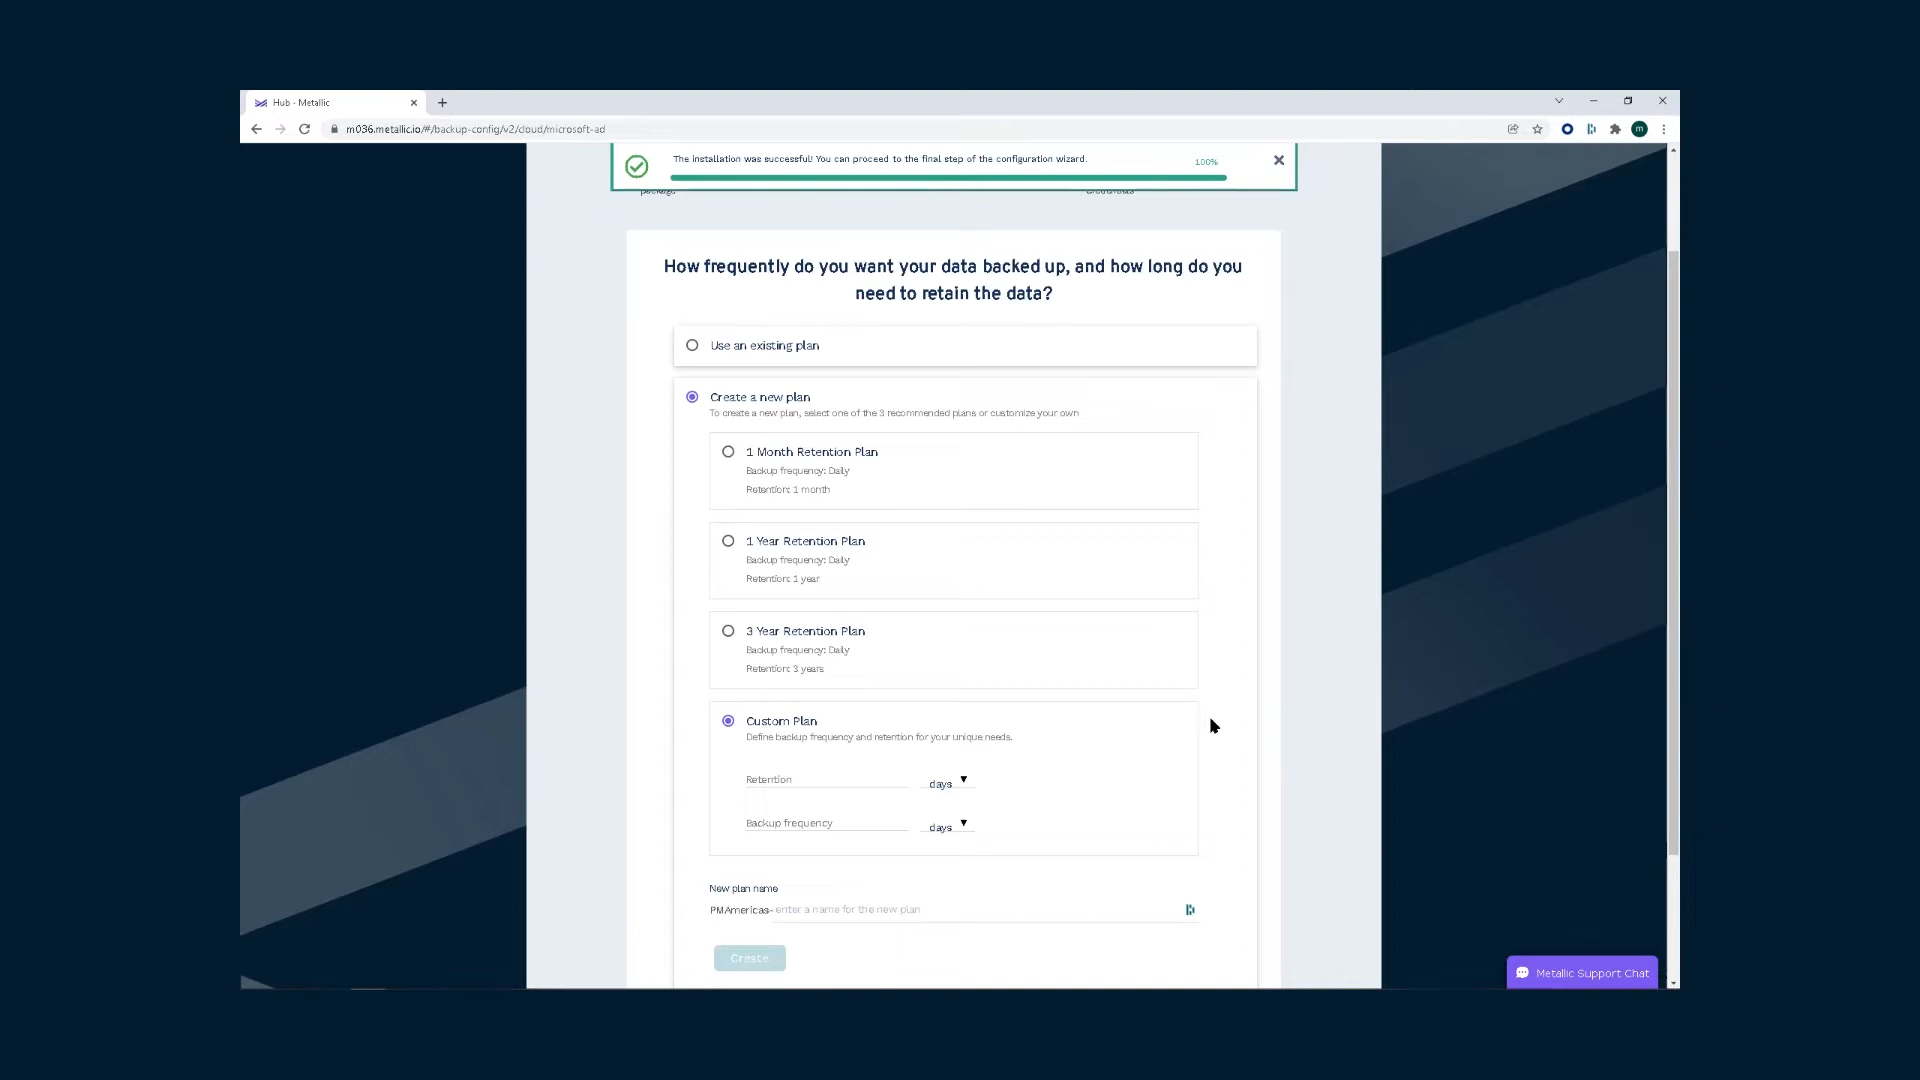 Hub - Metallic
m036.metallic.io/#/backup-config/v2/cloud/microsoft-ad
m
The installation was successful! You can proceed to the final step of the configuration wizard.
100%
package
How frequently do you want your data backed up, and how long do you
need to retain the data?
Use an existing plan
Create a new plan
To create a new plan, select one of the 3 recommended plans or customize your own
1 Month Retention Plan
Backup frequency: Daily
Retention: 1 month
1 Year Retention Plan
Backup frequency: Daily
Retention: 1 year
3 Year Retention Plan
Backup frequency: Daily
Retention: 3 years
Custom Plan
Define backup frequency and retention for your unique needs.
Retention days
Backup frequency days
New plan name
PMAmericas- enter a name for the new plan
Create
Metallic Support Chat